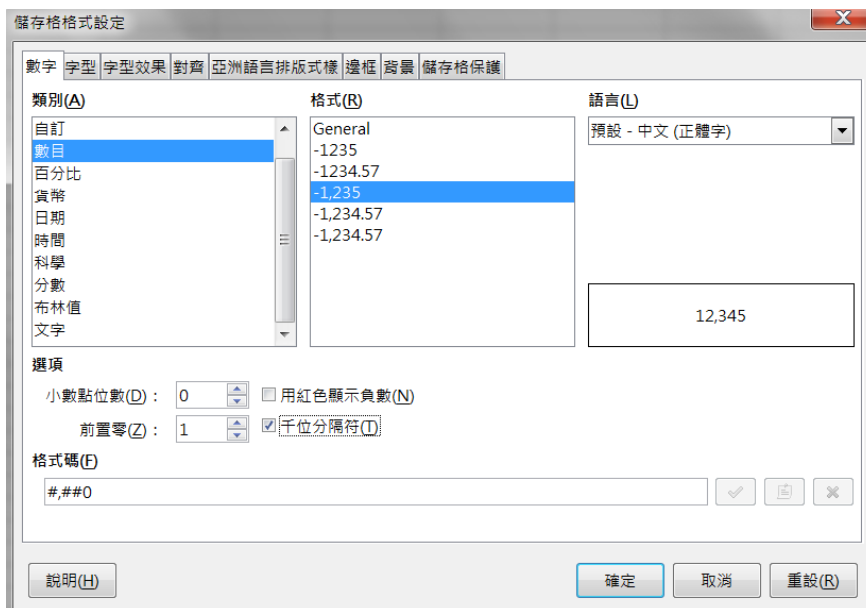 儲存格格式設定
數字 字型 字型效果 對齊 亞洲語言排版式樣 邊框 背景 儲存格保護
類別(A)
自訂
數目
百分比
貨幣
日期
時間
科學
分數
布林值
文字
格式(R)
General
-1235
-1234.57
-1,235
-1,234.57
-1,234.57
語言(L)
預設 - 中文 (正體字)
12,345
選項
小數點位數(D)： 0 用紅色顯示負數(N)
前置零(Z)： 1 千位分隔符(T)
格式碼(F)
#,##0
說明(H) 確定 取消 重設(R)